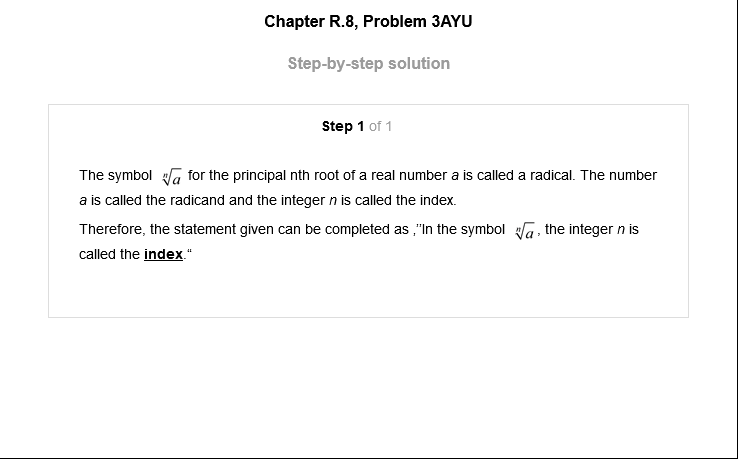 Chapter R.8, Problem 3AYU
Step-by-step solution
Step 1 of 1
The symbol ⁿ√a for the principal nth root of a real number a is called a radical. The number
a is called the radicand and the integer n is called the index.
Therefore, the statement given can be completed as ,”In the symbol ⁿ√a , the integer n is
called the index.“